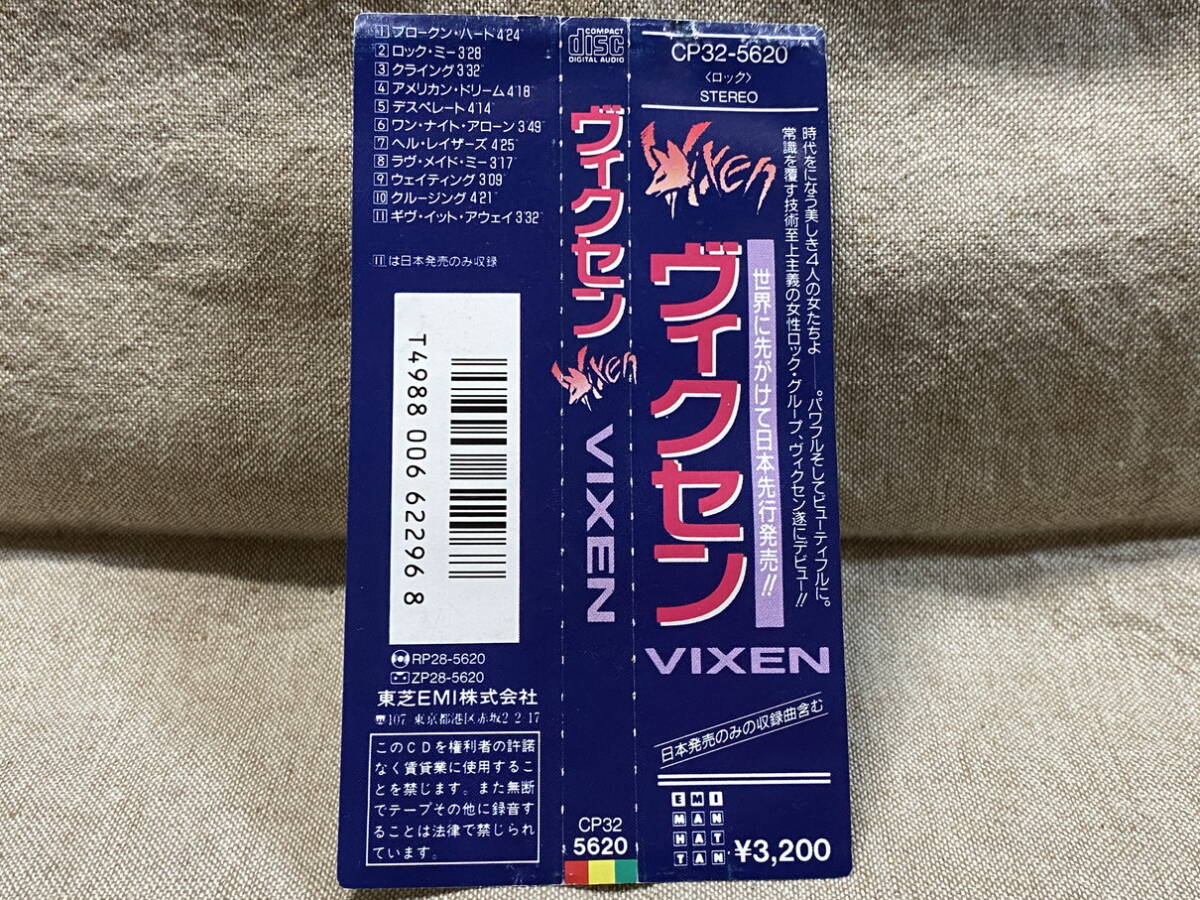 1 ブロークン・ハート 4'24"
2 ロック・ミー 3'28
3 クライング 3'32"
4 アメリカン・ドリーム 4'18"
5 デスペレート 4'14"
6 ワン・ナイト・アローン 3'49"
7 ヘル・レイザーズ 4'25"
8 ラヴ・メイド・ミー 3'17"
9 ウェイティング 3'09"
10 クルージング 4'21"
11 ギヴ・イット・アウェイ 3'32"
11 は日本発売のみ収録
T4988 006 62296 8
RP28-5620
ZP28-5620
東芝EMI株式会社
〒107 東京都港区赤坂2-2-17
このCDを権利者の許諾
なく賃貸業に使用するこ
とを禁じます。また無断
でテープその他に録音す
ることは法律で禁じられ
ています。
COMPACT
disc
DIGITAL AUDIO
ヴィクセン
Vixen
VIXEN
CP32
5620
CP32-5620
〈ロック〉
STEREO
時代をになう美しき4人の女たちよ――。パワフルそしてビューティフルに。
常識を覆す技術至上主義の女性ロック・グループ、ヴィクセン遂にデビュー!!
Vixen
世界に先がけて日本先行発売!!
ヴィクセン
VIXEN
日本発売のみの収録曲含む
EMI
MAN
HAT
TAN
¥3,200